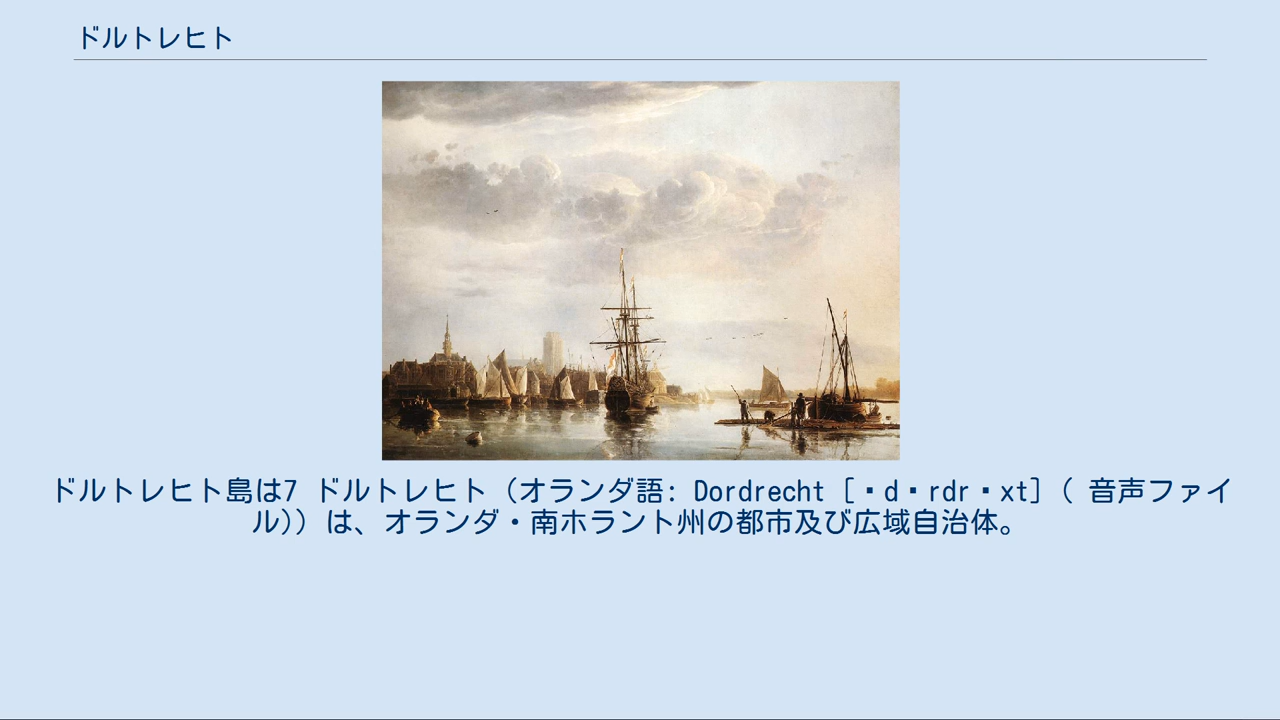 ドルトレヒト
ドルトレヒト島は7 ドルトレヒト（オランダ語: Dordrecht [・d・rdr・xt] ( 音声ファイ
ル)）は、オランダ・南ホラント州の都市及び広域自治体。